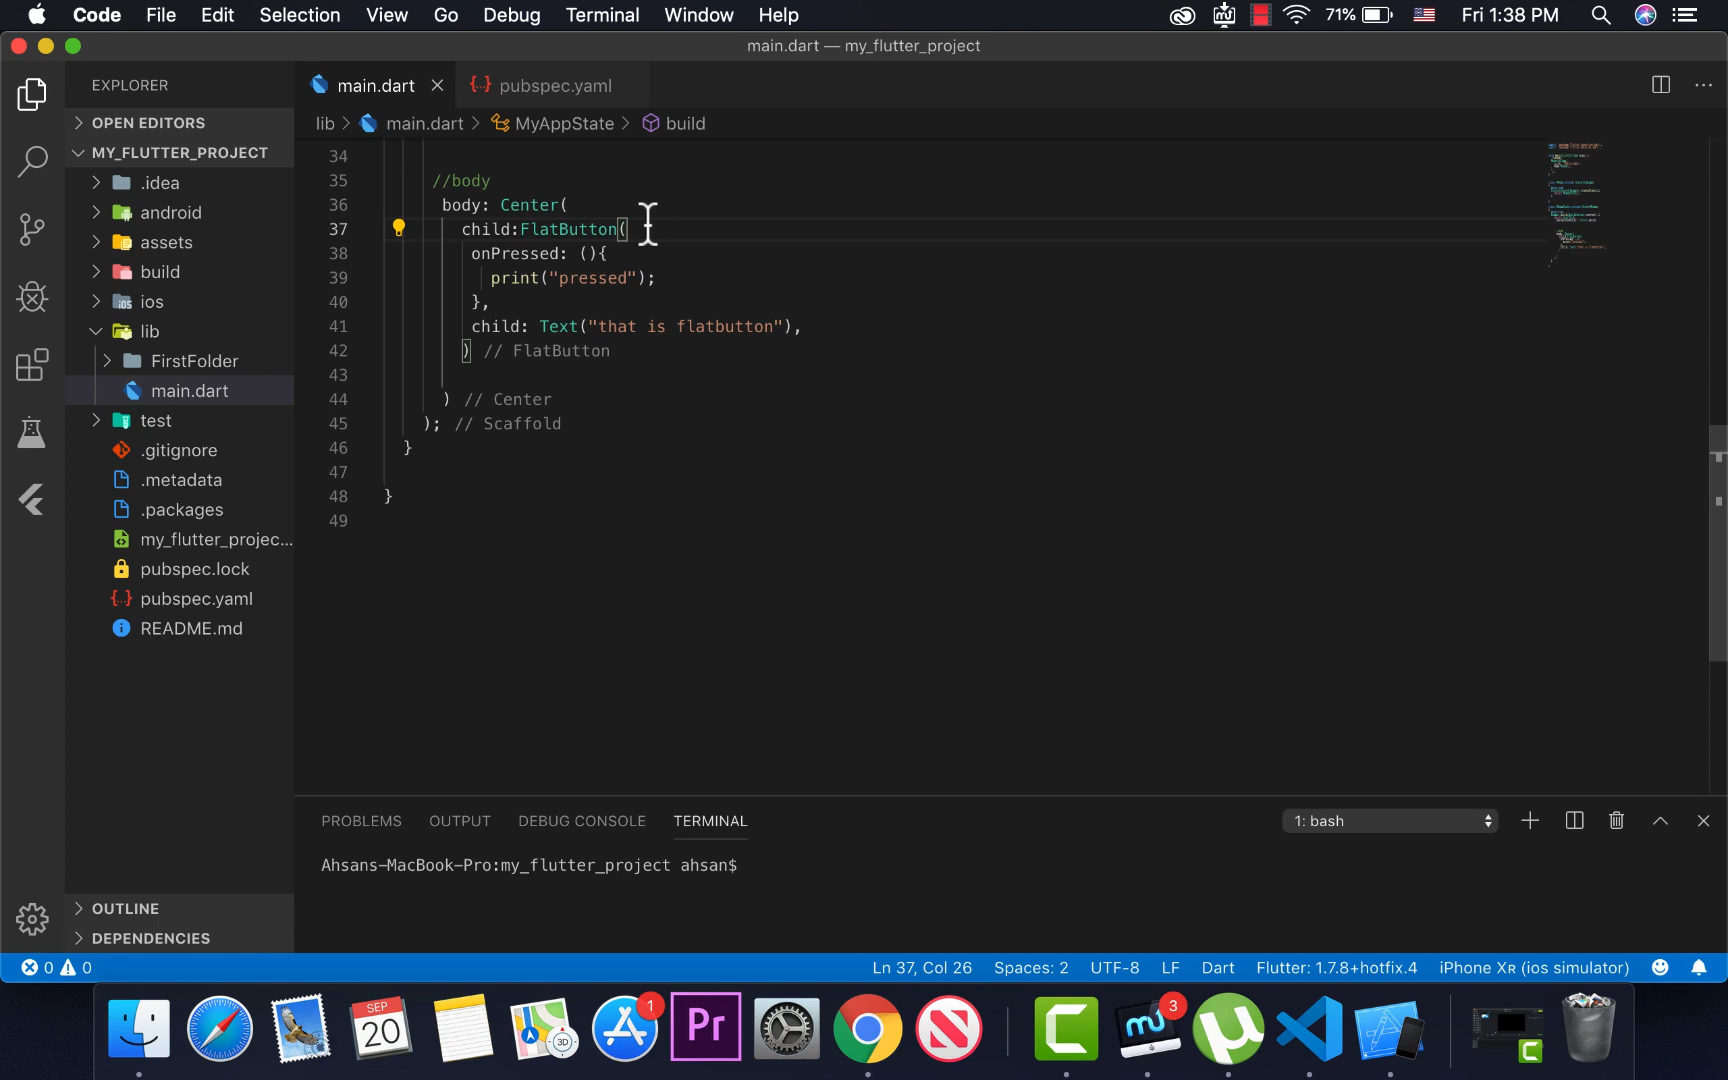 Code File Edit Selection View Go Debug Terminal Window Help 71% Fri 1:38 PM
main.dart — my_flutter_project
EXPLORER
main.dart
pubspec.yaml
OPEN EDITORS
lib > main.dart > MyAppState > build
MY_FLUTTER_PROJECT
.idea
android
assets
build
ios
lib
FirstFolder
main.dart
test
.gitignore
.metadata
.packages
my_flutter_projec...
pubspec.lock
pubspec.yaml
README.md
OUTLINE
DEPENDENCIES
34
35 //body
36 body: Center(
37 child:FlatButton(
38 onPressed: (){
39 print("pressed");
40 },
41 child: Text("that is flatbutton"),
42 ) // FlatButton
43
44 ) // Center
45 ); // Scaffold
46 }
47
48 }
49
PROBLEMS OUTPUT DEBUG CONSOLE TERMINAL 1: bash
Ahsans-MacBook-Pro:my_flutter_project ahsan$
0 0 Ln 37, Col 26 Spaces: 2 UTF-8 LF Dart Flutter: 1.7.8+hotfix.4 iPhone XR (ios simulator)
SEP
20
3D
1
Pr
3